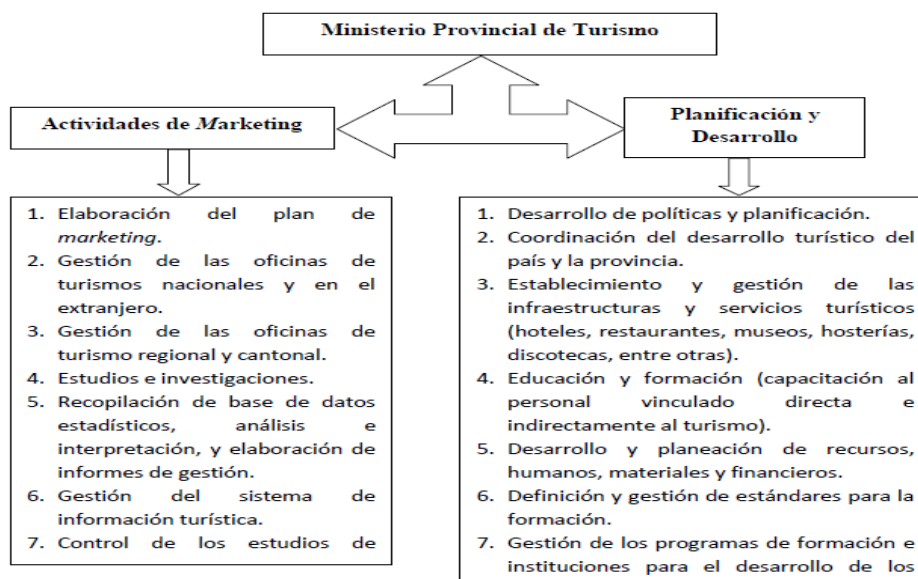 Ministerio Provincial de Turismo
Actividades de Marketing
Planificación y
Desarrollo
1. Elaboración del plan de
marketing.
2. Gestión de las oficinas de
turismos nacionales y en el
extranjero.
3. Gestión de las oficinas de
turismo regional y cantonal.
4. Estudios e investigaciones.
5. Recopilación de base de datos
estadísticos, análisis e
interpretación, y elaboración de
informes de gestión.
6. Gestión del sistema de
información turística.
7. Control de los estudios de
1. Desarrollo de políticas y planificación.
2. Coordinación del desarrollo turístico del
país y la provincia.
3. Establecimiento y gestión de las
infraestructuras y servicios turísticos
(hoteles, restaurantes, museos, hosterías,
discotecas, entre otras).
4. Educación y formación (capacitación al
personal vinculado directa e
indirectamente al turismo).
5. Desarrollo y planeación de recursos,
humanos, materiales y financieros.
6. Definición y gestión de estándares para la
formación.
7. Gestión de los programas de formación e
instituciones para el desarrollo de los